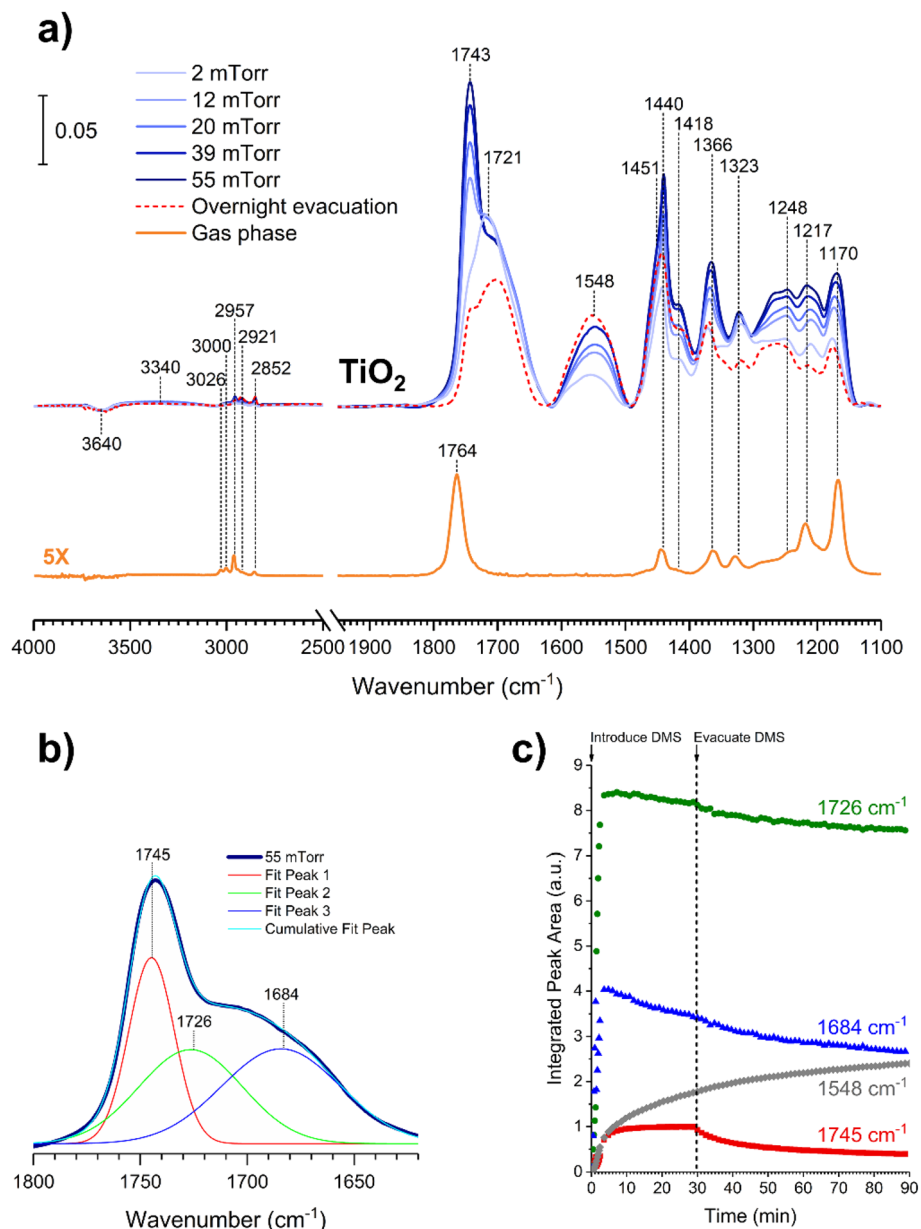 a)
2 mTorr
12 mTorr
20 mTorr
39 mTorr
55 mTorr
Overnight evacuation
Gas phase
0.05
1743
1721
1548
1440
1451
1418
1366
1323
1248
1217
1170
2957
3000
2921
3340
3026
2852
TiO2
3640
1764
5X
4000 3500 3000 2500 1900 1800 1700 1600 1500 1400 1300 1200 1100
Wavenumber (cm-1)
b)
1745
1726
1684
55 mTorr
Fit Peak 1
Fit Peak 2
Fit Peak 3
Cumulative Fit Peak
1800 1750 1700 1650
Wavenumber (cm-1)
c)
Introduce DMS Evacuate DMS
9
8
7
6
5
4
3
2
1
0
Integrated Peak Area (a.u.)
1726 cm-1
1684 cm-1
1548 cm-1
1745 cm-1
0 10 20 30 40 50 60 70 80 90
Time (min)